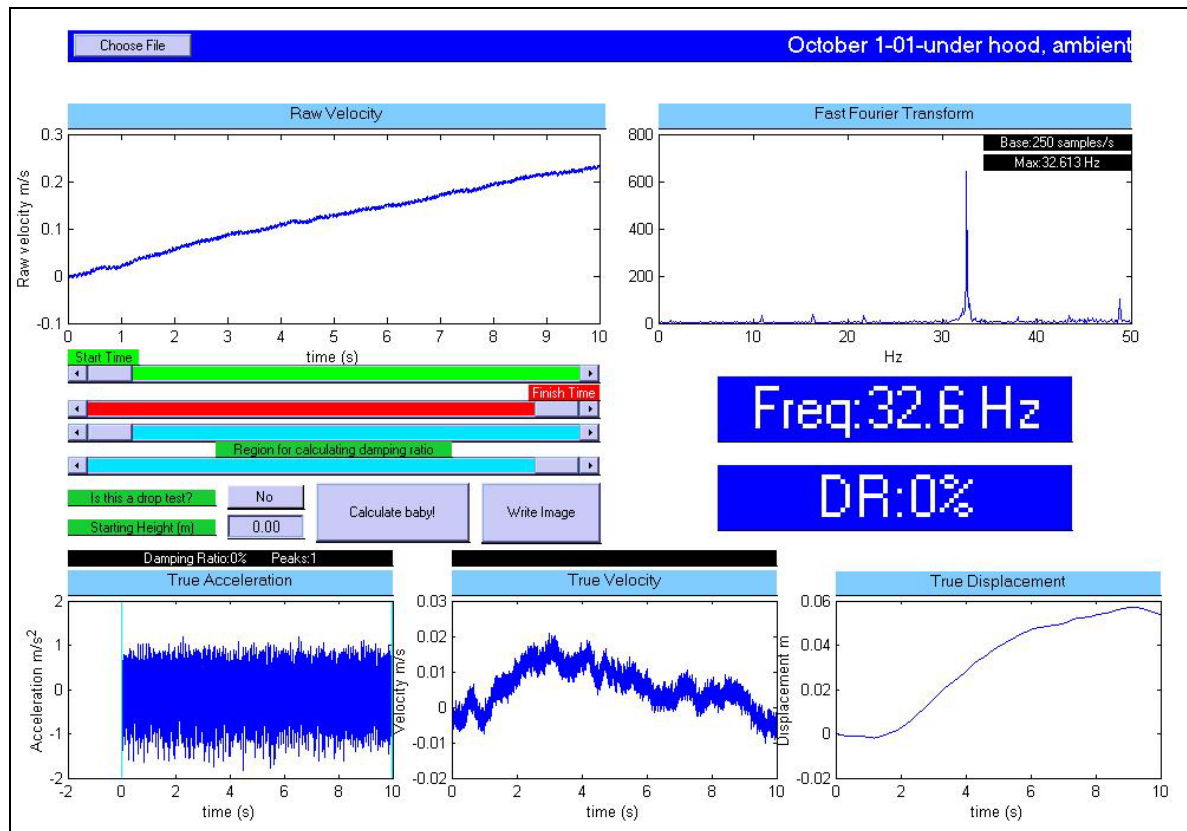 Choose File
October 1-01-under hood, ambient
Raw Velocity
Raw velocity m/s
0.3
0.2
0.1
0
-0.1
0 1 2 3 4 5 6 7 8 9 10
time (s)
Fast Fourier Transform
Base:250 samples/s
Max:32.613 Hz
800
600
400
200
0
0 10 20 30 40 50
Hz
Start Time
Finish Time
Region for calculating damping ratio
Freq:32.6 Hz
DR:0%
Is this a drop test?
No
Starting Height (m)
0.00
Calculate baby!
Write Image
Damping Ratio:0% Peaks:1
True Acceleration
Acceleration m/s²
2
1
0
-1
-2
-2 0 2 4 6 8 10
time (s)
True Velocity
Velocity m/s
0.03
0.02
0.01
0
-0.01
-0.02
0 2 4 6 8 10
time (s)
True Displacement
Displacement m
0.06
0.04
0.02
0
-0.02
0 2 4 6 8 10
time (s)